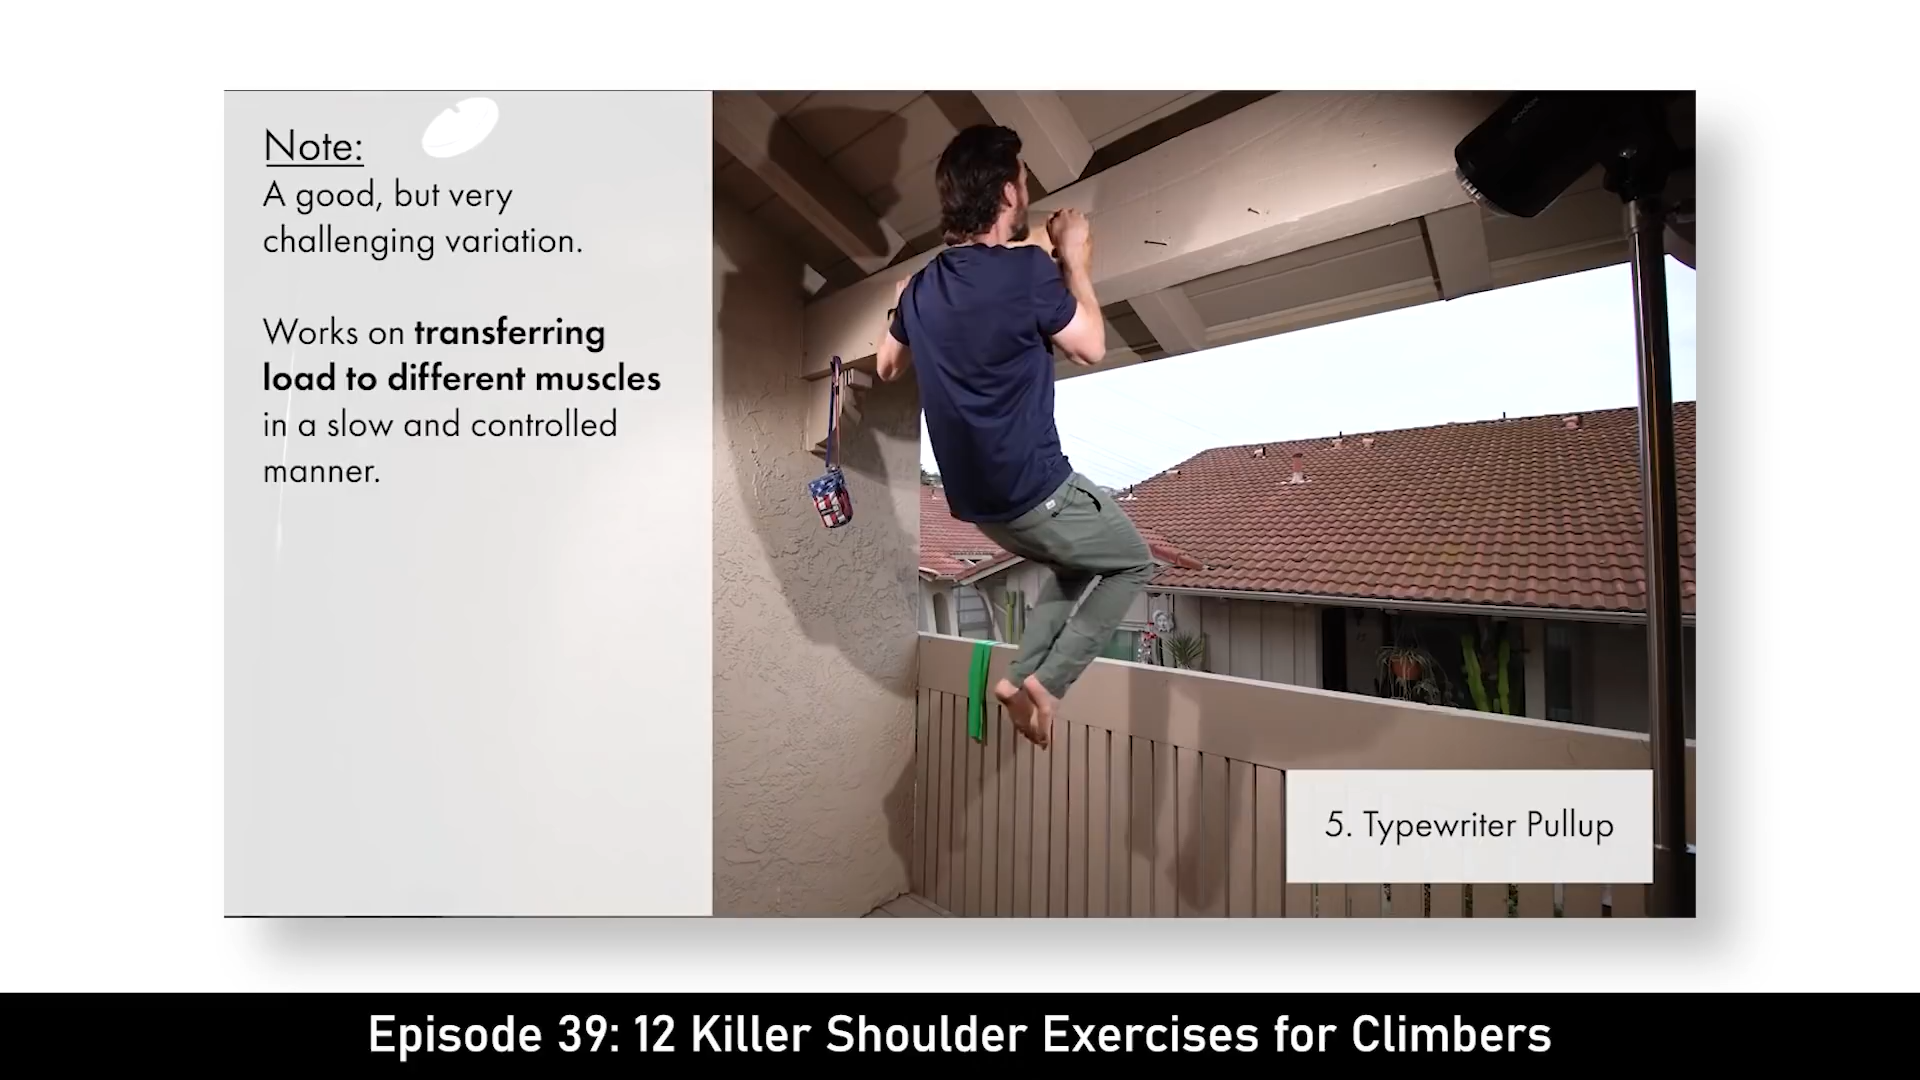 Note:
A good, but very
challenging variation.
Works on transferring
load to different muscles
in a slow and controlled
manner.
5. Typewriter Pullup
Episode 39: 12 Killer Shoulder Exercises for Climbers